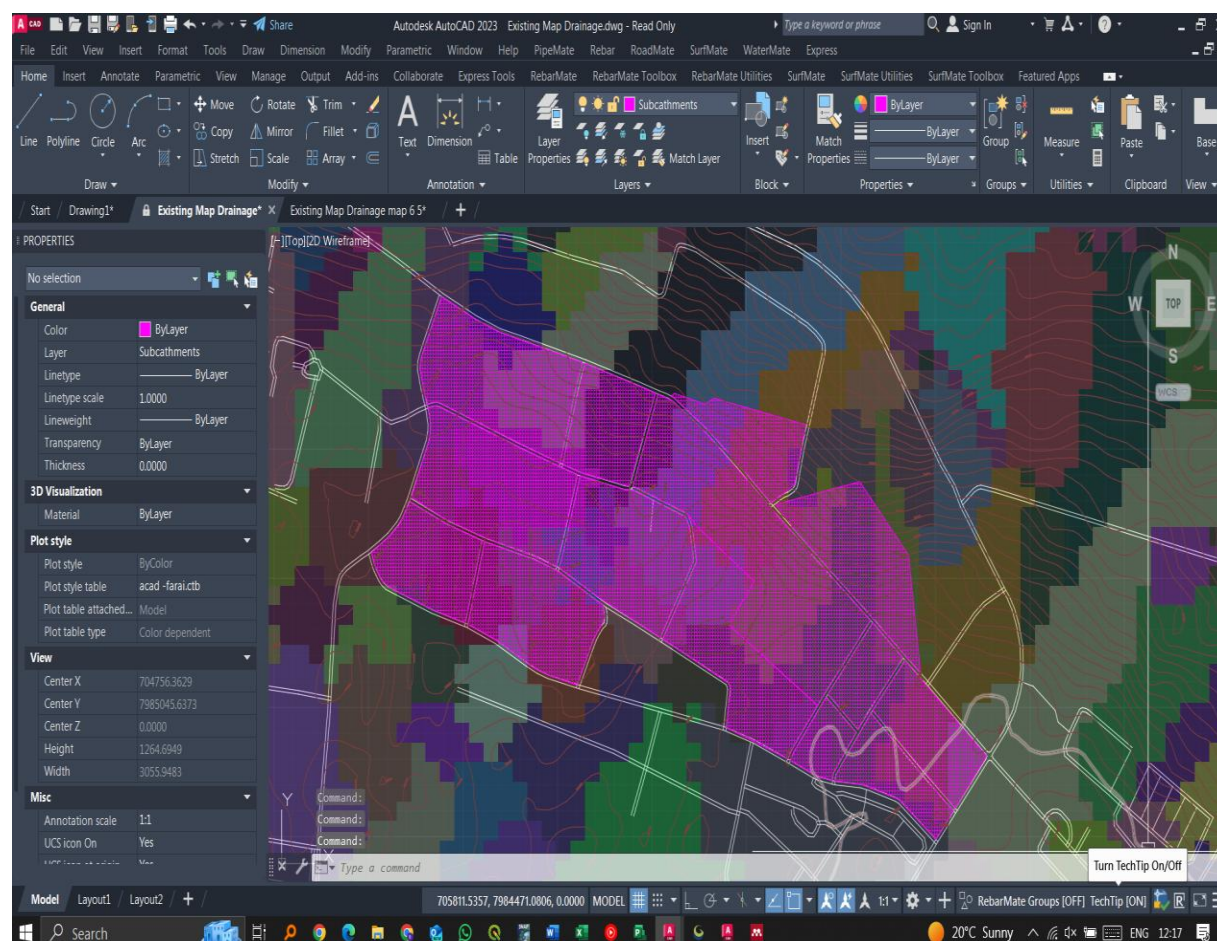 A CAD Share Autodesk AutoCAD 2023 Existing Map Drainage.dwg - Read Only Type a keyword or phrase Sign In
File Edit View Insert Format Tools Draw Dimension Modify Parametric Window Help PipeMate Rebar RoadMate SurfMate WaterMate Express
Home Insert Annotate Parametric View Manage Output Add-ins Collaborate Express Tools RebarMate RebarMate Toolbox RebarMate Utilities SurfMate SurfMate Utilities SurfMate Toolbox Featured Apps
Move Rotate Trim Subcathments ByLayer
Copy Mirror Fillet ByLayer
Line Polyline Circle Arc Text Dimension Layer Insert Match Group Measure Paste Base
Stretch Scale Array Table Properties Match Layer Properties ByLayer
Draw Modify Annotation Layers Block Properties Groups Utilities Clipboard View
Start Drawing1* Existing Map Drainage* Existing Map Drainage map 6 5*
PROPERTIES
[-][Top][2D Wireframe]
N
No selection
General
W TOP E
Color ByLayer
Layer Subcathments
S
Linetype ByLayer
Linetype scale 1.0000
WCS
Lineweight ByLayer
Transparency ByLayer
Thickness 0.0000
3D Visualization
Material ByLayer
Plot style
Plot style ByColor
Plot style table acad -farai.ctb
Plot table attached... Model
Plot table type Color dependent
View
Center X 704756.3629
Center Y 7985045.6373
Center Z 0.0000
Height 1264.6949
Width 3055.9483
Misc
Y Command:
Annotation scale 1:1
Command:
UCS icon On Yes
Command:
X
Type a command
Turn TechTip On/Off
Model Layout1 Layout2 705811.5357, 7984471.0806, 0.0000 MODEL 1:1 RebarMate Groups [OFF] TechTip [ON] R
Search 20°C Sunny ENG 12:17